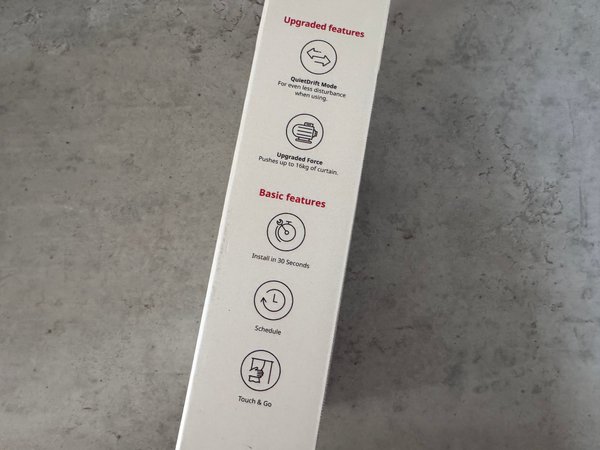 Upgraded features
QuietDrift Mode
For even less disturbance
when using.
Upgraded Force
Pushes up to 16kg of curtain.
Basic features
Install in 30 Seconds
Schedule
Touch & Go